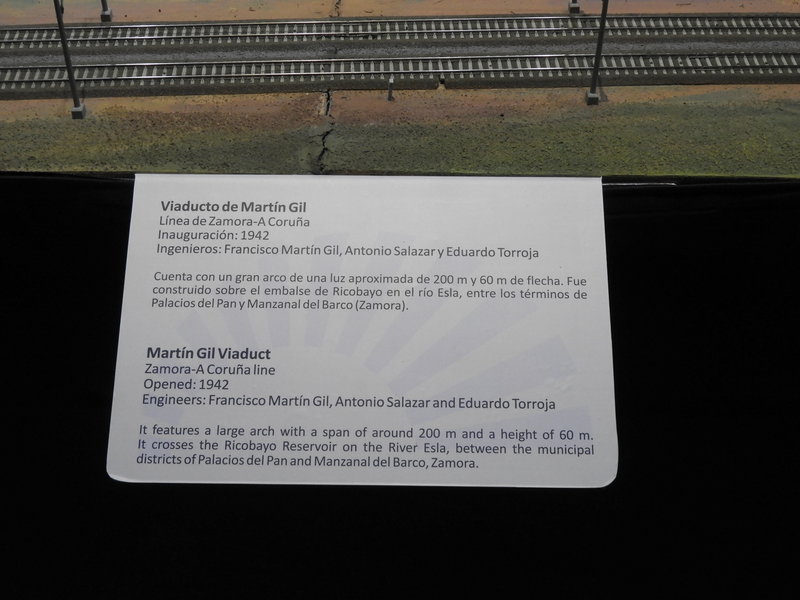 Viaducto de Martín Gil
Línea de Zamora-A Coruña
Inauguración: 1942
Ingenieros: Francisco Martín Gil, Antonio Salazar y Eduardo Torroja
Cuenta con un gran arco de una luz aproximada de 200 m y 60 m de flecha. Fue
construido sobre el embalse de Ricobayo en el río Esla, entre los términos de
Palacios del Pan y Manzanal del Barco (Zamora).
Martín Gil Viaduct
Zamora-A Coruña line
Opened: 1942
Engineers: Francisco Martín Gil, Antonio Salazar and Eduardo Torroja
It features a large arch with a span of around 200 m and a height of 60 m.
It crosses the Ricobayo Reservoir on the River Esla, between the municipal
districts of Palacios del Pan and Manzanal del Barco, Zamora.